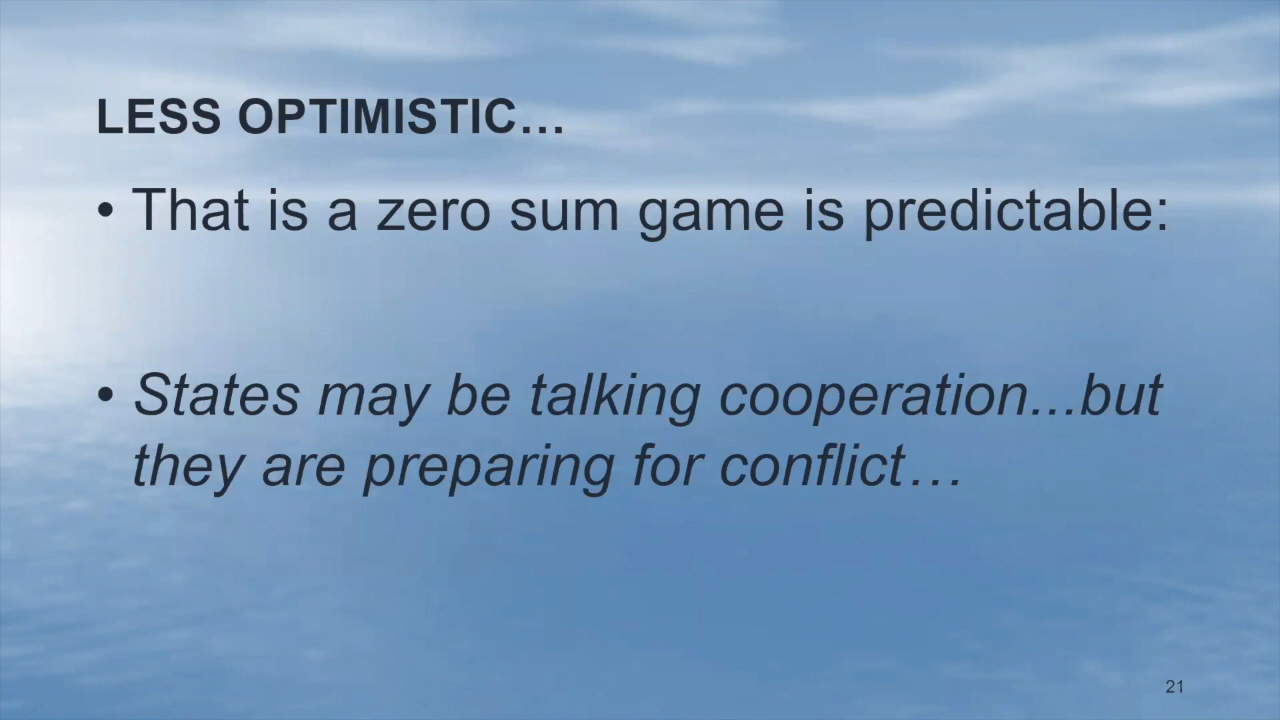 LESS OPTIMISTIC…
• That is a zero sum game is predictable:
• States may be talking cooperation...but
they are preparing for conflict…
21